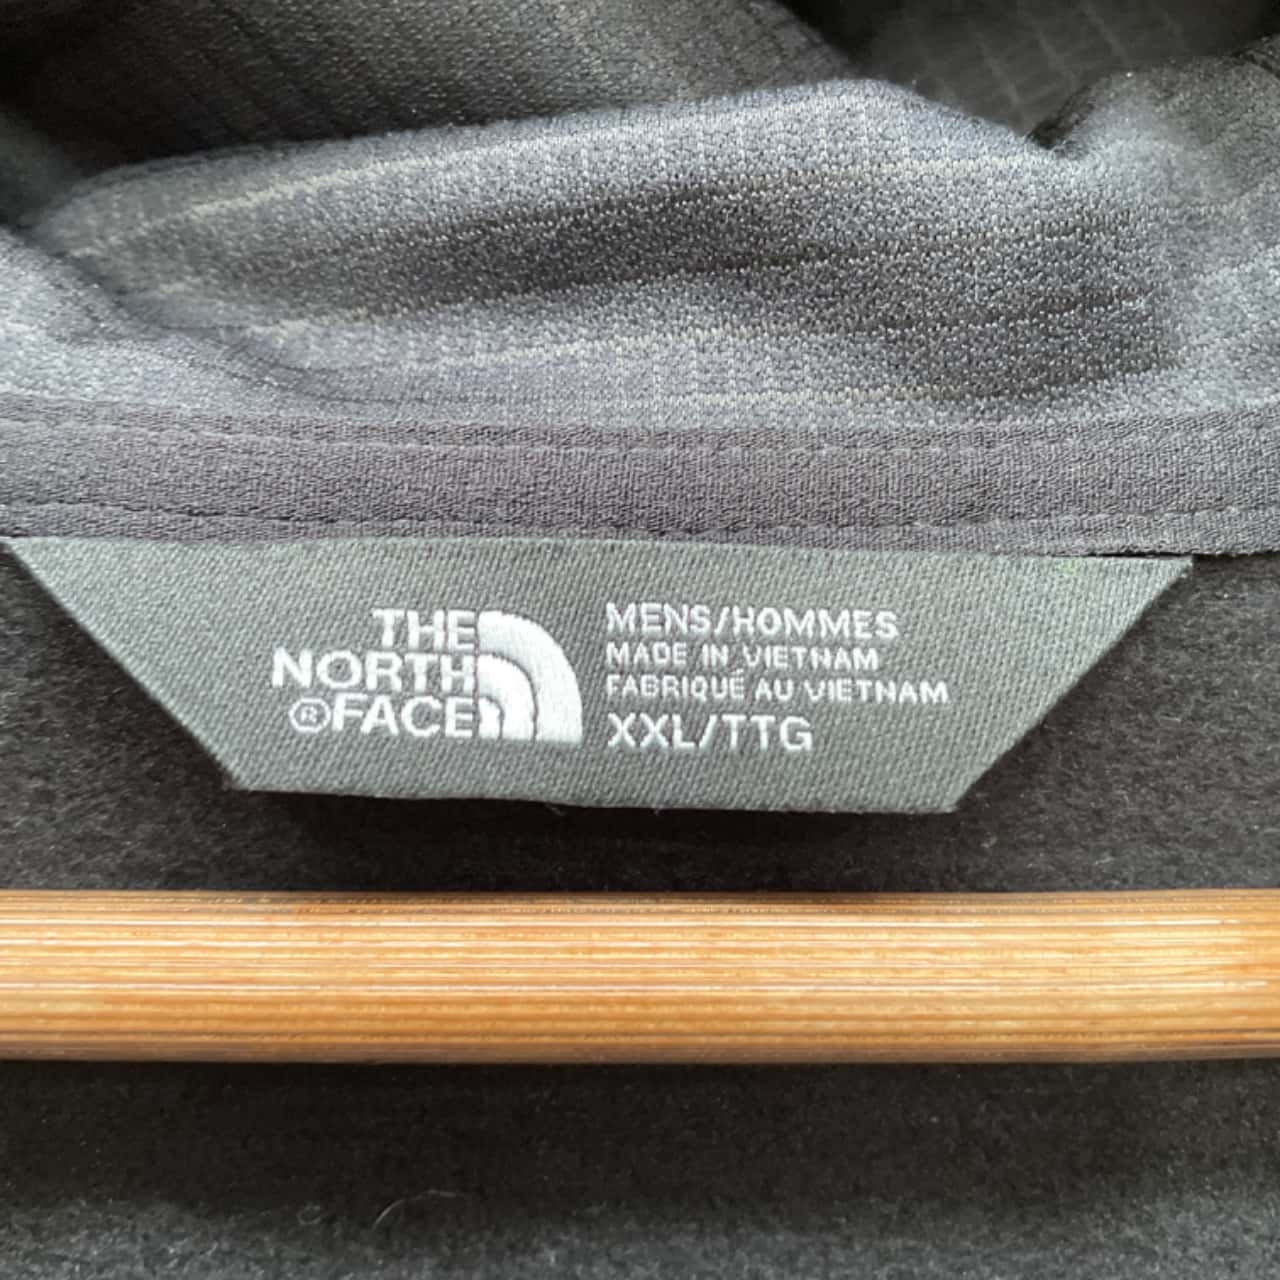 THE
NORTH
®FACE
MENS/HOMMES
MADE IN VIETNAM
FABRIQUÉ AU VIETNAM
XXL/TTG